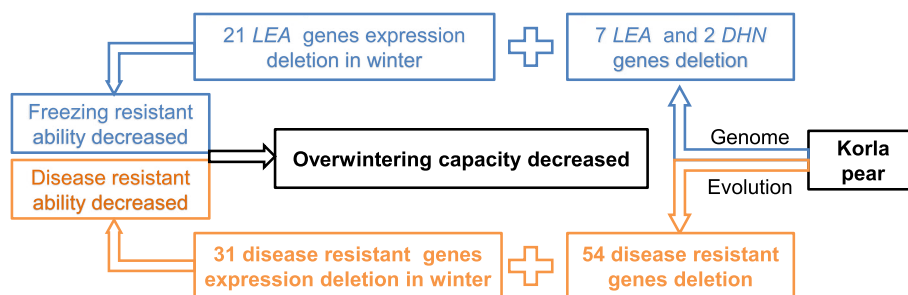 21 LEA genes expression
deletion in winter
7 LEA and 2 DHN
genes deletion
Freezing resistant
ability decreased
Disease resistant
ability decreased
Overwintering capacity decreased
Genome
Evolution
Korla
pear
31 disease resistant genes
expression deletion in winter
54 disease resistant
genes deletion